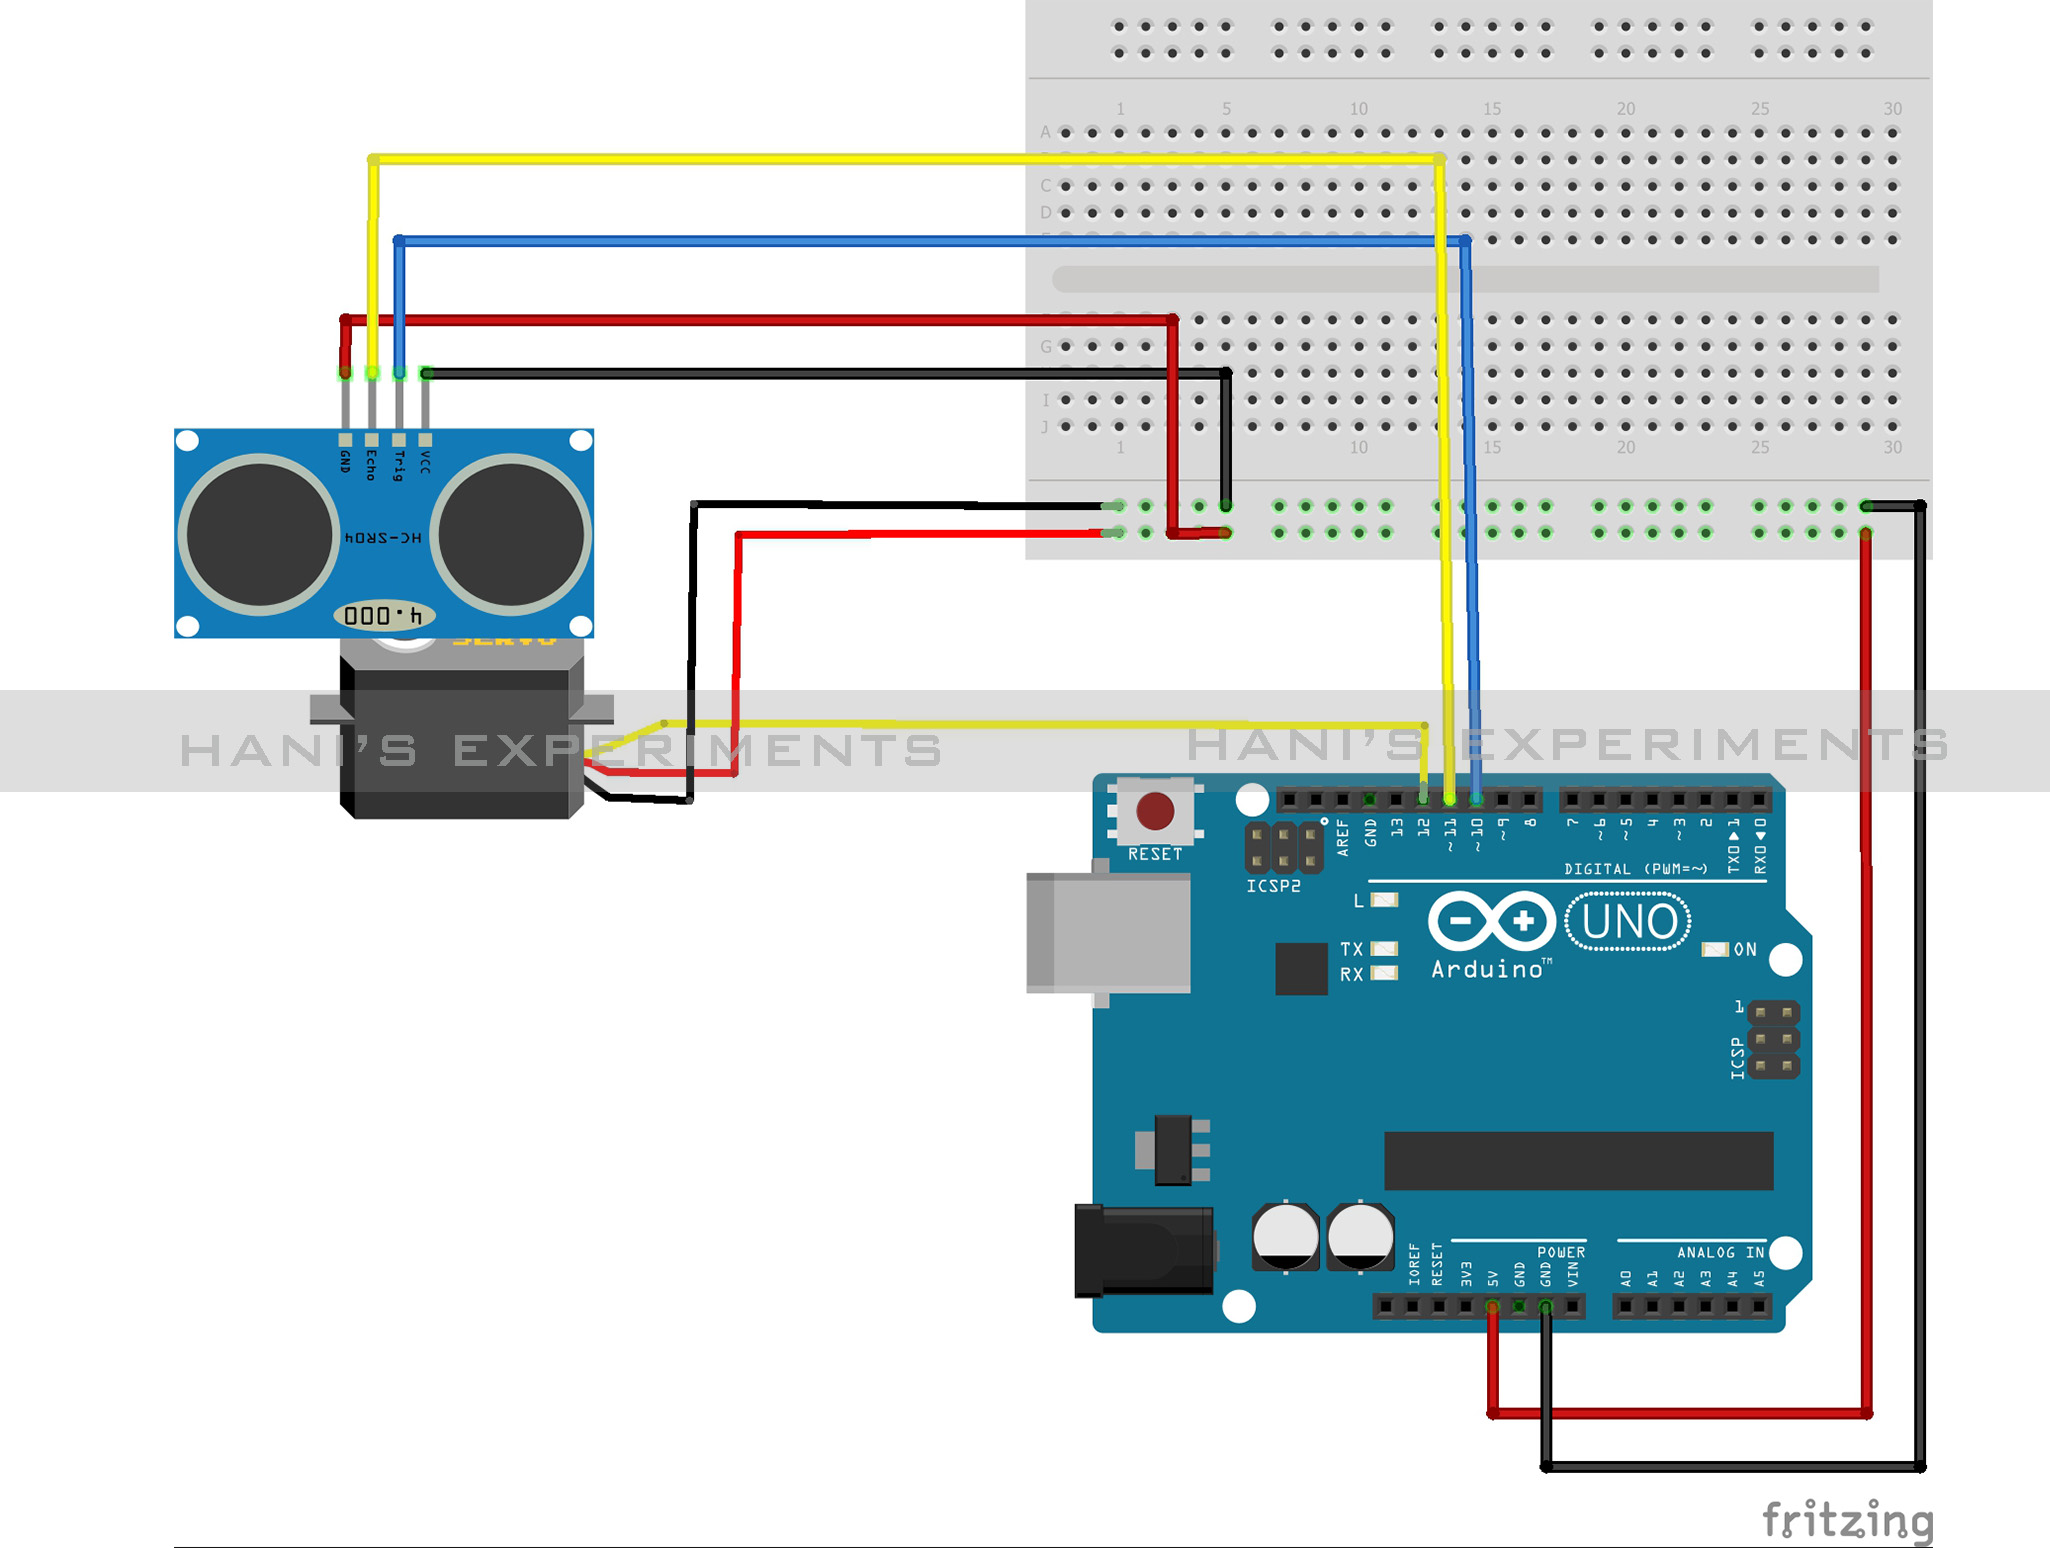 1 5 10 15 20 25 30
A
C
D
G
I
J
1 10 15 20 25 30
GND Echo Trig VCC
HC-SR04
4.000
HANI'S EXPERIMENTS HANI'S EXPERIMENTS
RESET
AREF GND 13 12 ~11 ~10 ~9 8 7 ~6 ~5 4 ~3 2 TX0▶1 RX0◀0
ICSP2
DIGITAL (PWM=~)
L
UNO
TX
ON
RX
Arduino™
1
ICSP
POWER ANALOG IN
IOREF RESET 3V3 5V GND GND VIN A0 A1 A2 A3 A4 A5
fritzing